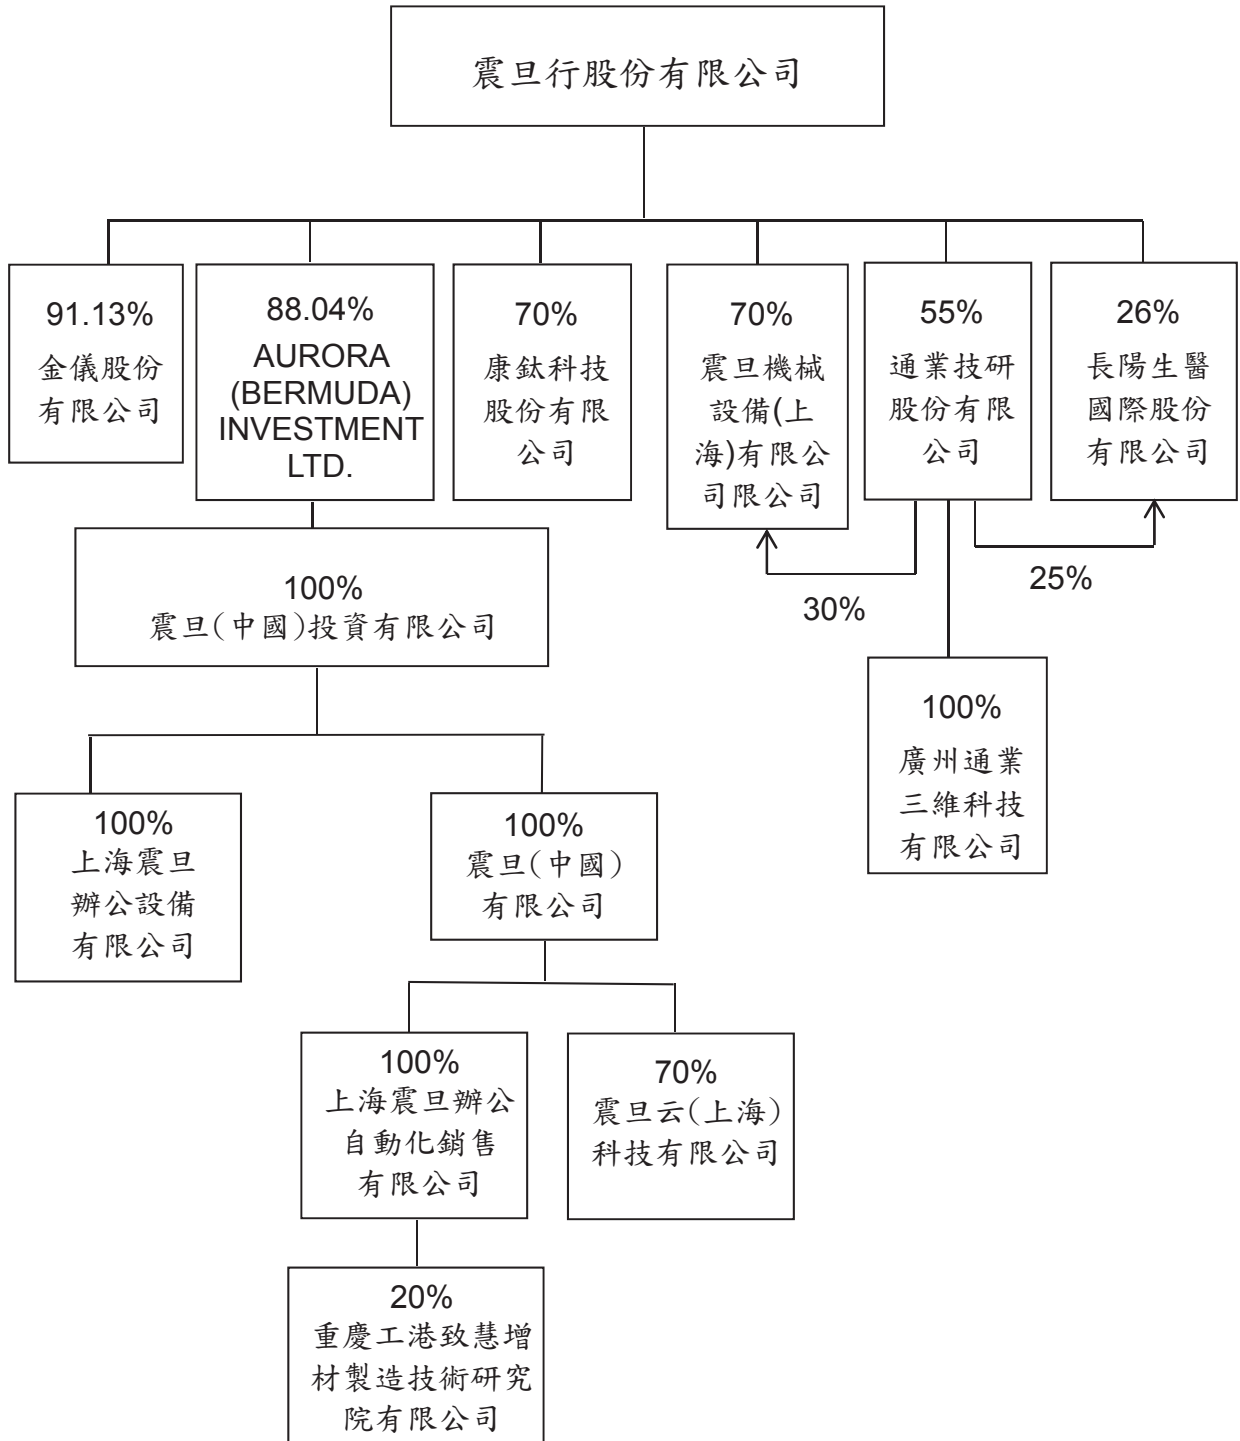 震旦行股份有限公司
91.13%
金儀股份
有限公司
88.04%
AURORA
(BERMUDA)
INVESTMENT
LTD.
70%
康鈦科技
股份有限
公司
70%
震旦機械
設備(上
海)有限公
司限公司
55%
通業技研
股份有限
公司
26%
長陽生醫
國際股份
有限公司
30%
25%
100%
震旦(中國)投資有限公司
100%
廣州通業
三維科技
有限公司
100%
上海震旦
辦公設備
有限公司
100%
震旦(中國)
有限公司
100%
上海震旦辦公
自動化銷售
有限公司
70%
震旦云(上海)
科技有限公司
20%
重慶工港致慧增
材製造技術研究
院有限公司